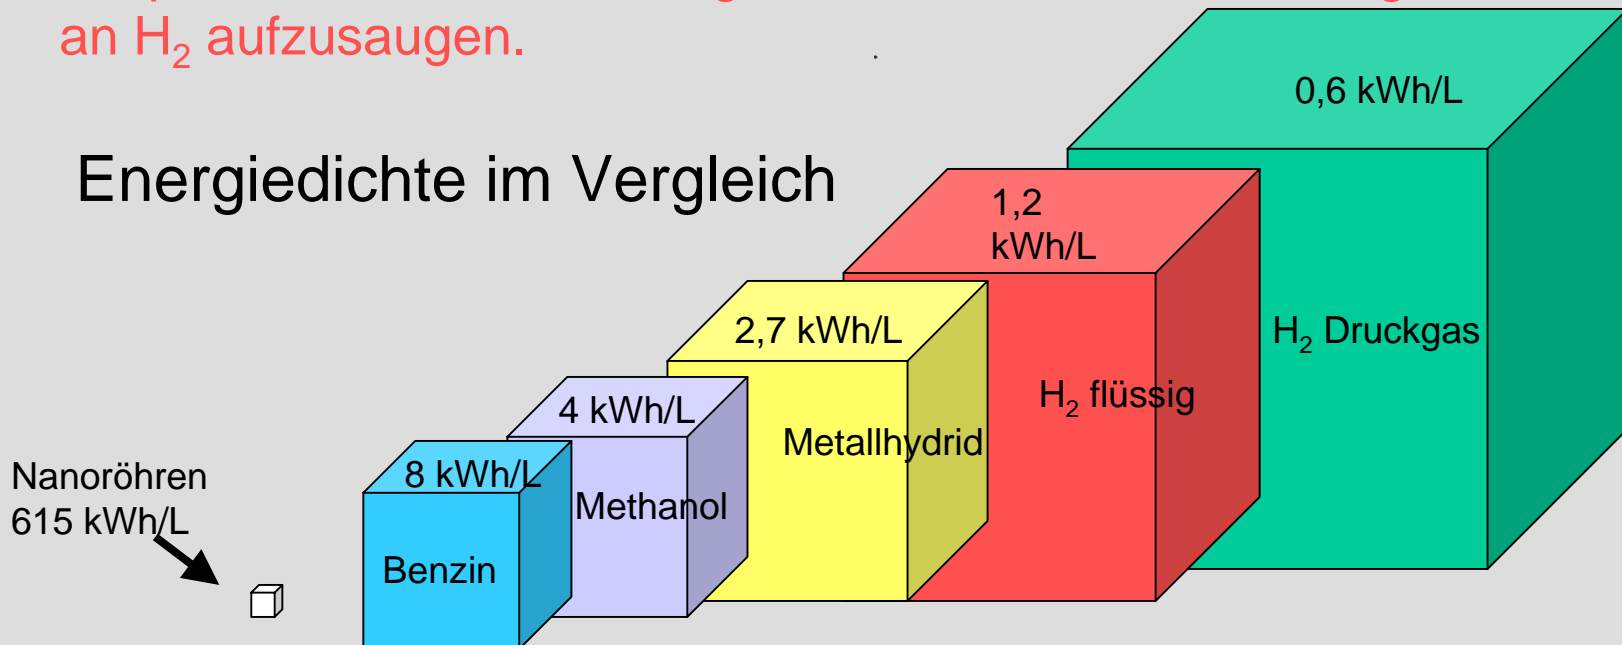 an H₂ aufzusaugen.
0,6 kWh/L
Energiedichte im Vergleich
1,2
kWh/L
2,7 kWh/L
H₂ Druckgas
4 kWh/L
H₂ flüssig
Metallhydrid
Nanoröhren
615 kWh/L
8 kWh/L
Methanol
Benzin